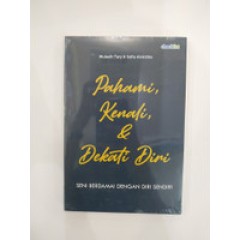 Pahami,
Kenali,
&
Dekati Diri
SENI BERDAMAI DENGAN DIRI SENDIRI